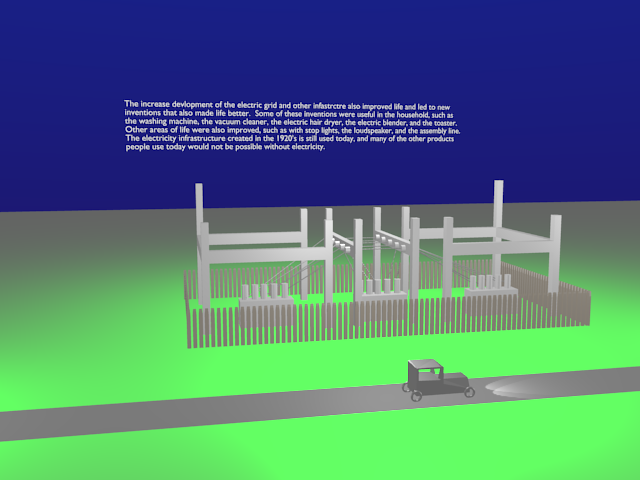 The increase devlopment of the electric grid and other infastrctre also improved life and led to new
inventions that also made life better.  Some of these inventions were useful in the household, such as
the washing machine, the vacuum cleaner, the electric hair dryer, the electric blender, and the toaster.
Other areas of life were also improved, such as with stop lights, the loudspeaker, and the assembly line.
The electricity infrastructure created in the 1920's is still used today, and many of the other products
people use today would not be possible without electricity.